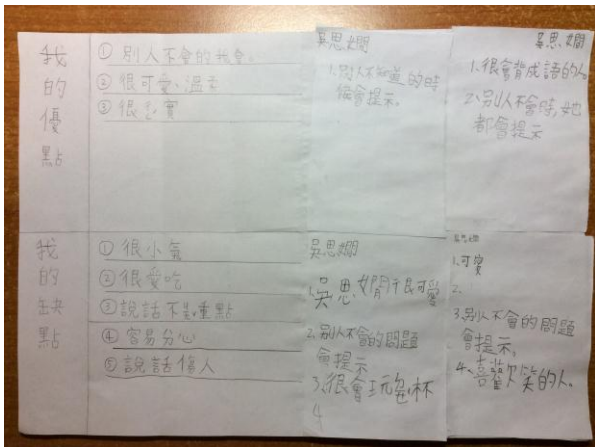 我的優點
① 別人不會的我會。
② 很可愛、溫柔
③ 很忠實
吳思嫺
1. 別人不知道的時
候會提示。
吳思嫺
1. 很會背成語的人。
2. 別人不會時,她
都會提示
我的缺點
① 很小氣
② 很愛吃
③ 說話不是重點
④ 容易分心
⑤ 說話傷人
吳思嫺
1. 吳思嫺很可愛
2. 別人不會的問題
會提示
3. 很會玩疊杯
4
吳思嫺
1. 可愛
2.
3. 別人不會的問題
會提示。
4. 喜歡笑的人。